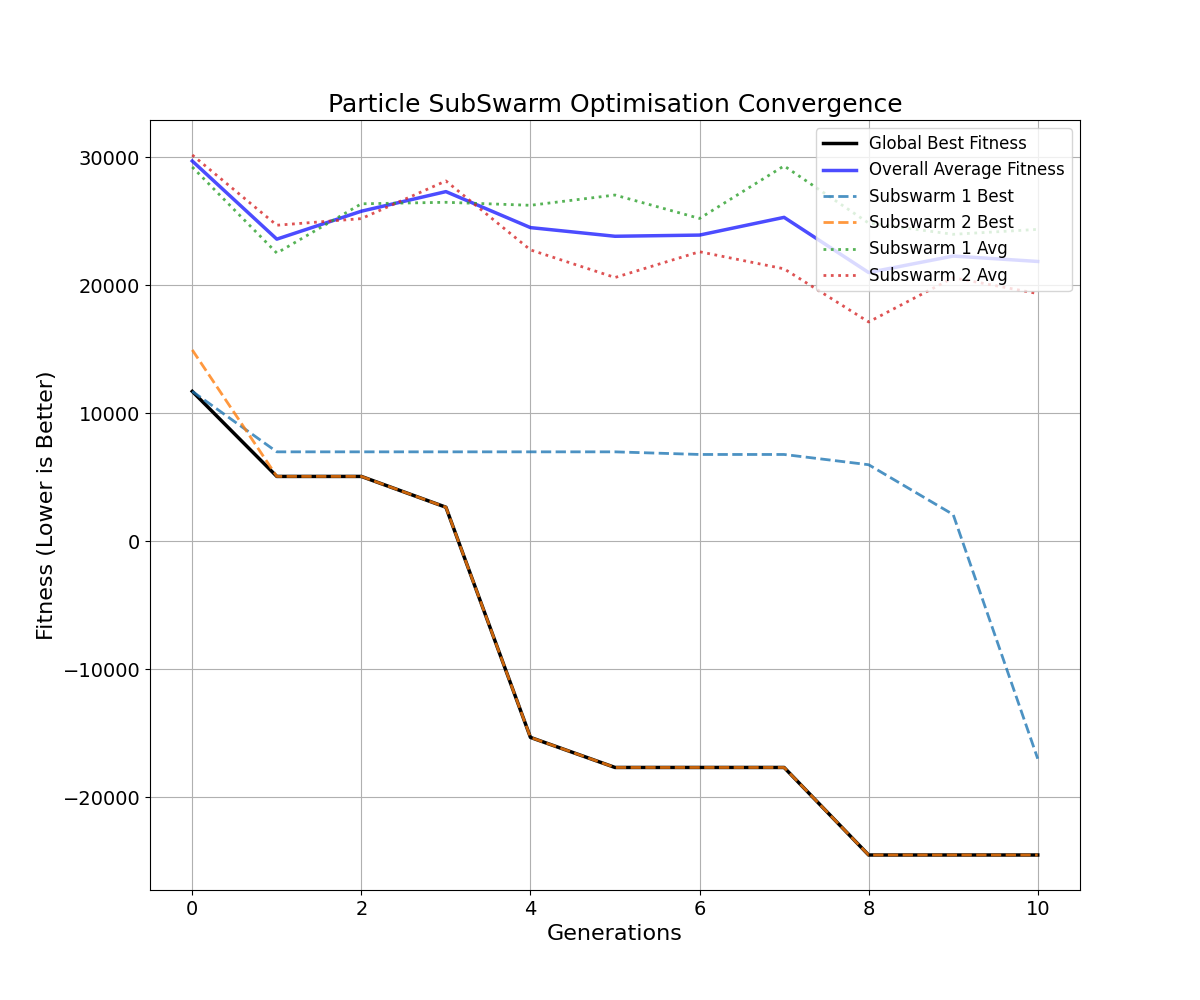 Particle SubSwarm Optimisation Convergence
Global Best Fitness
Overall Average Fitness
Subswarm 1 Best
Subswarm 2 Best
Subswarm 1 Avg
Subswarm 2 Avg
Fitness (Lower is Better)
30000
20000
10000
0
−10000
−20000
0 2 4 6 8 10
Generations